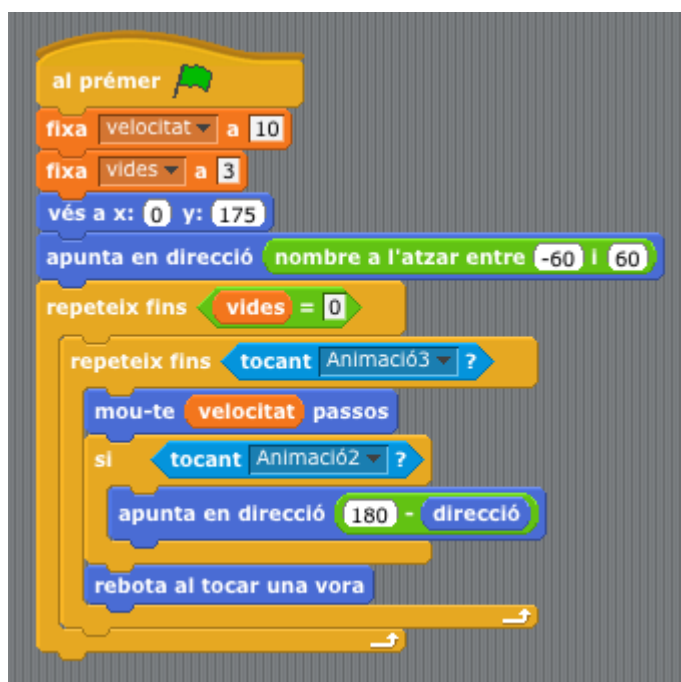 al prémer
fixa velocitat a 10
fixa vides a 3
vés a x: 0 y: 175
apunta en direcció nombre a l'atzar entre -60 i 60
repeteix fins vides = 0
repeteix fins tocant Animació3 ?
mou-te velocitat passos
si tocant Animació2 ?
apunta en direcció 180 - direcció
rebota al tocar una vora